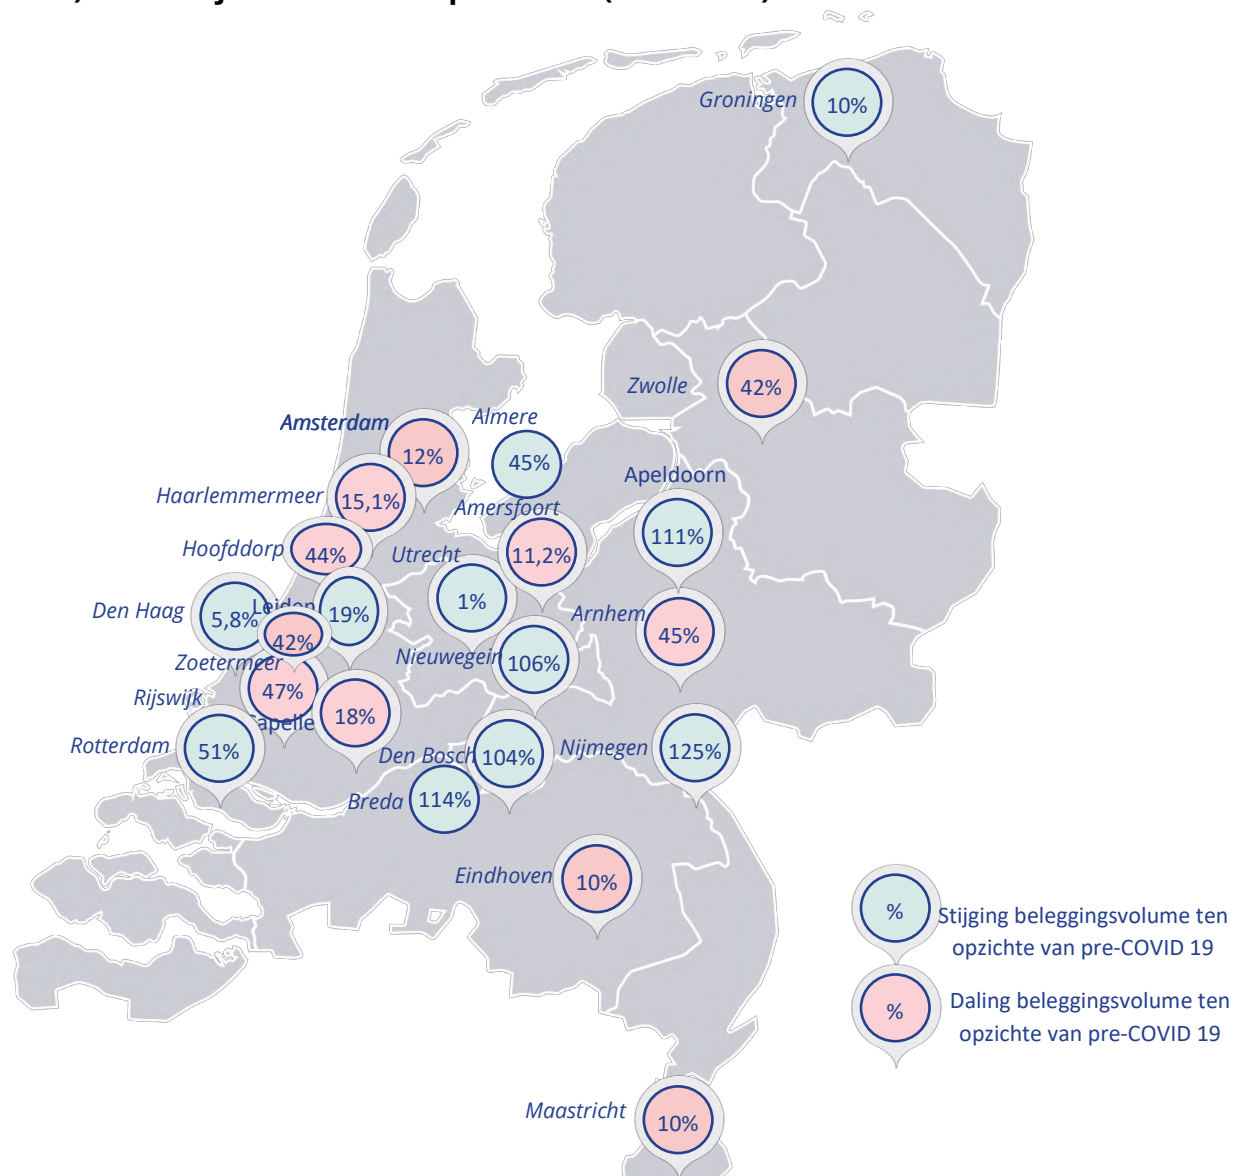 Groningen
10%
Zwolle
42%
Amsterdam
12%
Almere
45%
Haarlemmermeer
15,1%
Apeldoorn
111%
Amersfoort
11,2%
Hoofddorp
44%
Utrecht
1%
Den Haag
5,8%
Leiden
19%
Arnhem
45%
42%
Zoetermeer
Nieuwegein
106%
47%
Rijswijk
18%
Capelle
Rotterdam
51%
Den Bosch
104%
Nijmegen
125%
Breda
114%
Eindhoven
10%
%
Stijging beleggingsvolume ten
opzichte van pre-COVID 19
%
Daling beleggingsvolume ten
opzichte van pre-COVID 19
Maastricht
10%